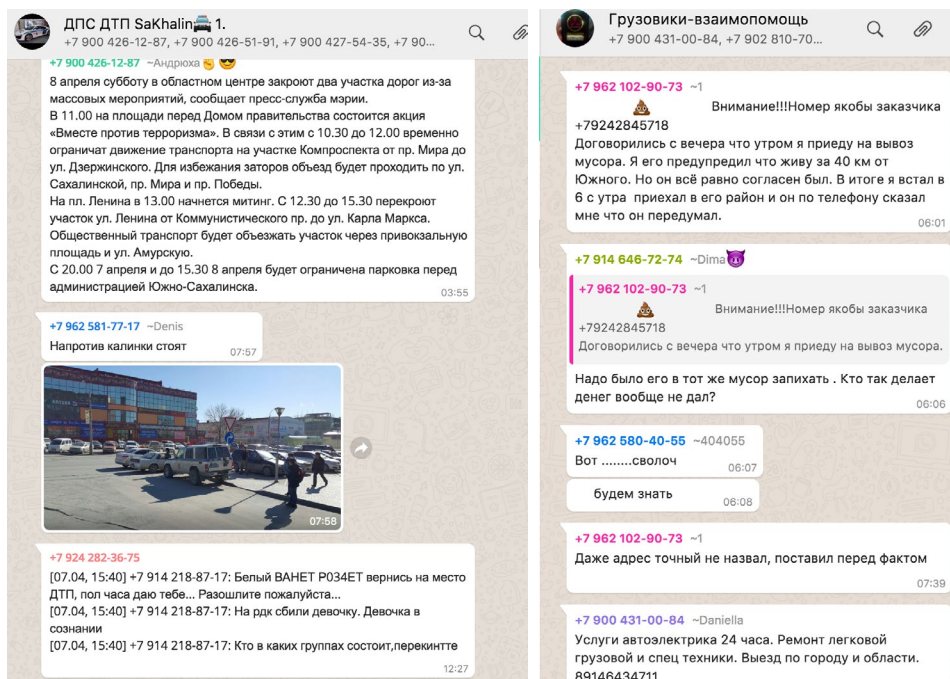 ДПС ДТП SaKhalin🚔 1.
+7 900 426-12-87, +7 900 426-51-91, +7 900 427-54-35, +7 90...
+7 900 426-12-87 ~Андрюха✊ 😎
8 апреля субботу в областном центре закроют два участка дорог из-за
массовых мероприятий, сообщает пресс-служба мэрии.
В 11.00 на площади перед Домом правительства состоится акция
«Вместе против терроризма». В связи с этим с 10.30 до 12.00 временно
ограничат движение транспорта на участке Компроспекта от пр. Мира до
ул. Дзержинского. Для избежания заторов объезд будет проходить по ул.
Сахалинской, пр. Мира и пр. Победы.
На пл. Ленина в 13.00 начнется митинг. С 12.30 до 15.30 перекроют
участок ул. Ленина от Коммунистического пр. до ул. Карла Маркса.
Общественный транспорт будет объезжать участок через привокзальную
площадь и ул. Амурскую.
С 20.00 7 апреля и до 15.30 8 апреля будет ограничена парковка перед
администрацией Южно-Сахалинска.
03:55
+7 962 581-77-17 ~Denis
Напротив калинки стоят
07:57
07:58
+7 924 282-36-75
[07.04, 15:40] +7 914 218-87-17: Белый ВАНЕТ Р034ЕТ вернись на место
ДТП, пол часа даю тебе... Разошлите пожалуйста...
[07.04, 15:40] +7 914 218-87-17: На рдк сбили девочку. Девочка в
сознании
[07.04, 15:40] +7 914 218-87-17: Кто в каких группах состоит,перекинтте
12:27
Грузовики-взаимопомощь
+7 900 431-00-84, +7 902 810-70...
+7 962 102-90-73 ~1
💩 Внимание!!!Номер якобы заказчика
+79242845718
Договорились с вечера что утром я приеду на вывоз
мусора. Я его предупредил что живу за 40 км от
Южного. Но он всё равно согласен был. В итоге я встал в
6 с утра  приехал в его район и он по телефону сказал
мне что он передумал.
06:01
+7 914 646-72-74 ~Dima😈
+7 962 102-90-73 ~1
💩 Внимание!!!Номер якобы заказчика
+79242845718
Договорились с вечера что утром я приеду на вывоз мусора.
Надо было его в тот же мусор запихать . Кто так делает
денег вообще не дал?
06:06
+7 962 580-40-55 ~404055
Вот ........сволоч
06:07
будем знать
06:08
+7 962 102-90-73 ~1
Даже адрес точный не назвал, поставил перед фактом
07:39
+7 900 431-00-84 ~Daniella
Услуги автоэлектрика 24 часа. Ремонт легковой
грузовой и спец техники. Выезд по городу и области.
89146434711